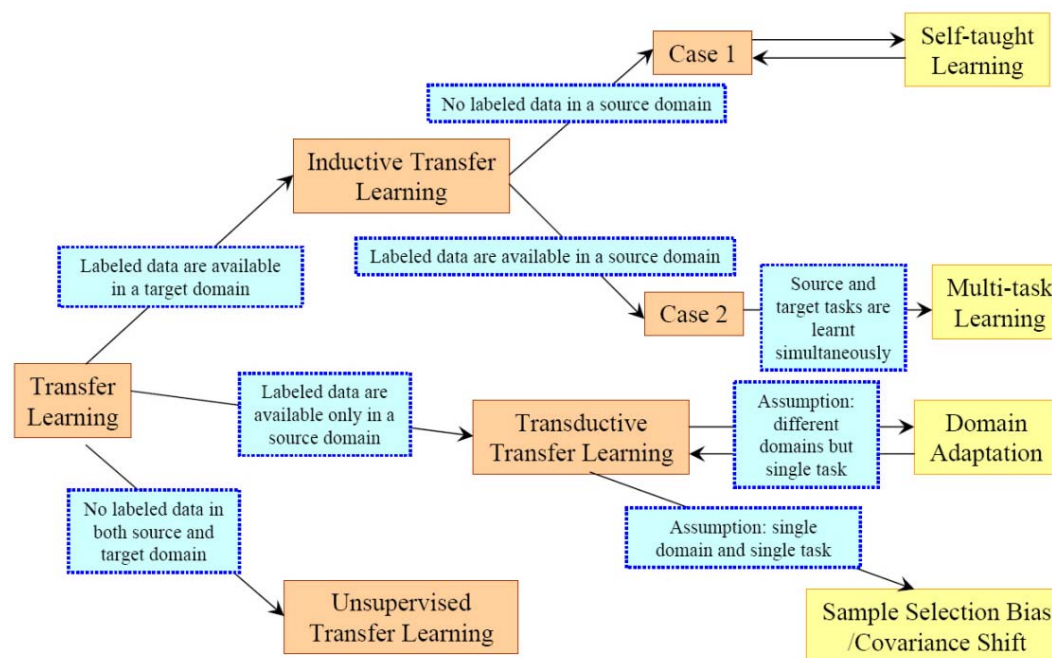 Case 1
Self-taught
Learning
No labeled data in a source domain
Inductive Transfer
Learning
Labeled data are available
in a target domain
Labeled data are available in a source domain
Case 2
Source and
target tasks are
learnt
simultaneously
Multi-task
Learning
Transfer
Learning
Labeled data are
available only in a
source domain
Transductive
Transfer Learning
Assumption:
different
domains but
single task
Domain
Adaptation
No labeled data in
both source and
target domain
Assumption: single
domain and single task
Unsupervised
Transfer Learning
Sample Selection Bias
/Covariance Shift